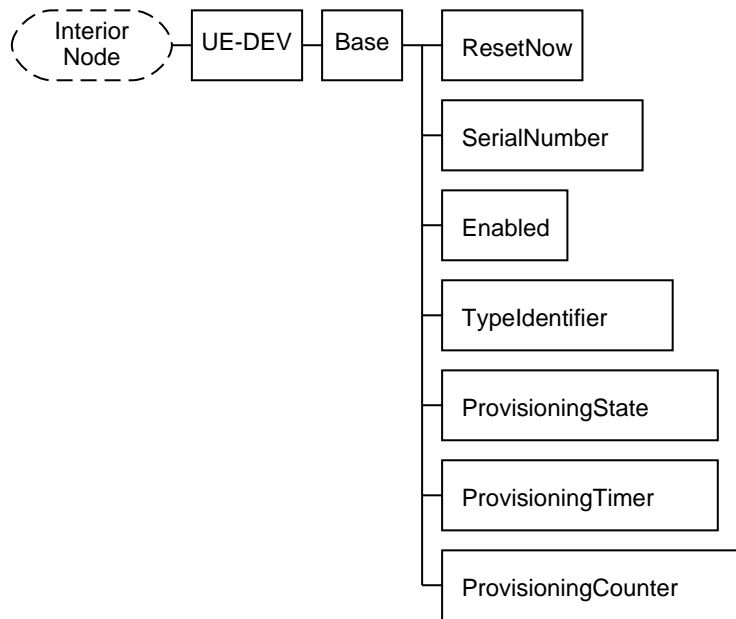 Interior
Node
UE-DEV
Base
ResetNow
SerialNumber
Enabled
TypeIdentifier
ProvisioningState
ProvisioningTimer
ProvisioningCounter